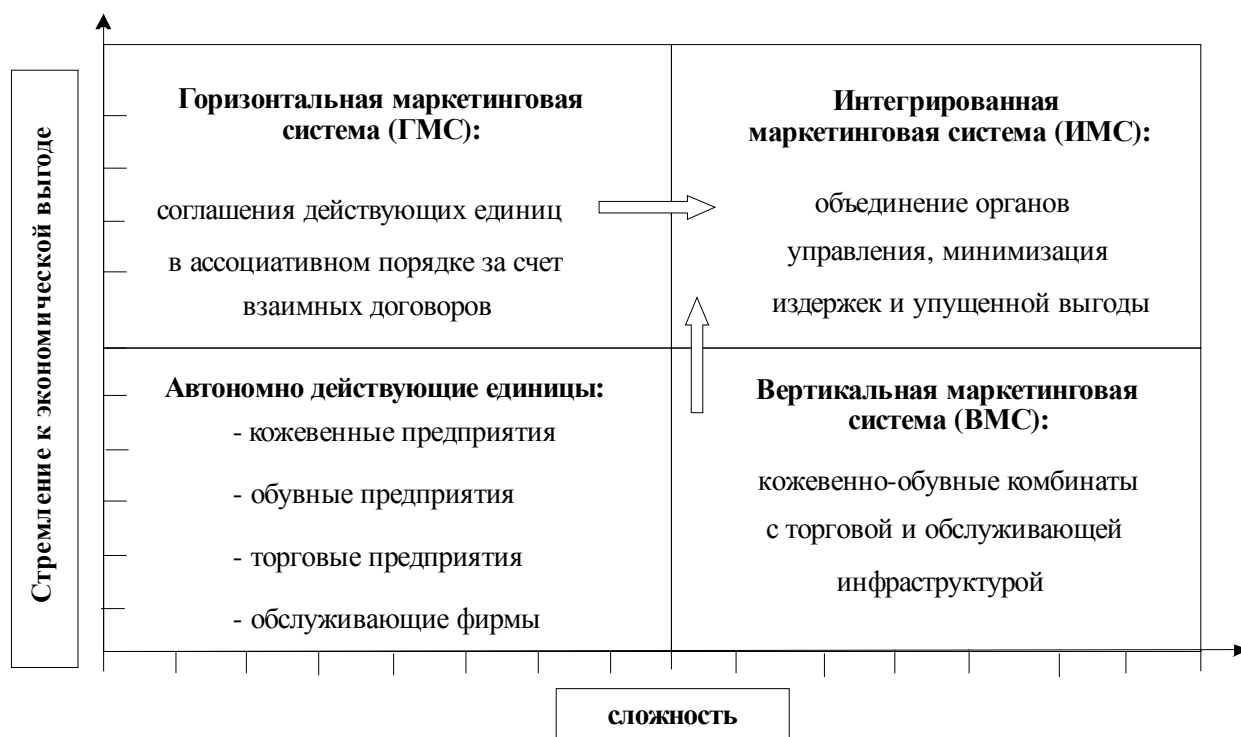 Стремление к экономической выгоде
Горизонтальная маркетинговая
система (ГМС):
соглашения действующих единиц
в ассоциативном порядке за счет
взаимных договоров
Интегрированная
маркетинговая система (ИМС):
объединение органов
управления, минимизация
издержек и упущенной выгоды
Автономно действующие единицы:
- кожевенные предприятия
- обувные предприятия
- торговые предприятия
- обслуживающие фирмы
Вертикальная маркетинговая
система (ВМС):
кожевенно-обувные комбинаты
с торговой и обслуживающей
инфраструктурой
сложность